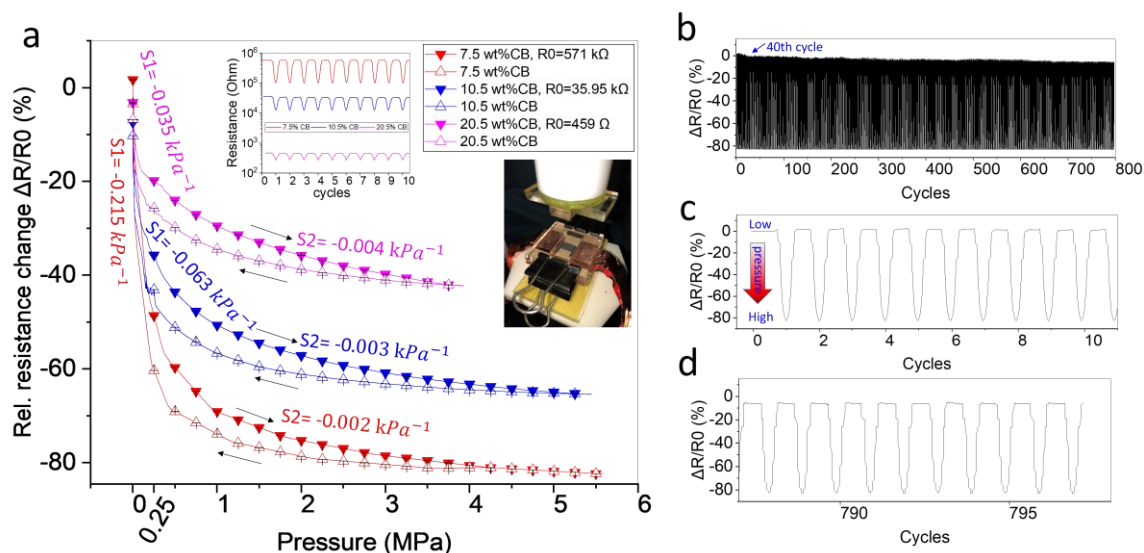 a
Rel. resistance change ΔR/R0 (%)
0
-20
-40
-60
-80
0
0.25
1
2
3
4
5
6
Pressure (MPa)
S1= -0.035 kPa⁻¹
S1= -0.215 kPa⁻¹
S1= -0.063 kPa⁻¹
S2= -0.004 kPa⁻¹
S2= -0.003 kPa⁻¹
S2= -0.002 kPa⁻¹
Resistance (Ohm)
10⁶
10⁵
10⁴
10³
10²
7.5% CB 10.5% CB 20.5% CB
0 1 2 3 4 5 6 7 8 9 10
cycles
7.5 wt%CB, R0=571 kΩ
7.5 wt%CB
10.5 wt%CB, R0=35.95 kΩ
10.5 wt%CB
20.5 wt%CB, R0=459 Ω
20.5 wt%CB
b
ΔR/R0 (%)
40th cycle
0
-20
-40
-60
-80
0 100 200 300 400 500 600 700 800
Cycles
c
ΔR/R0 (%)
0
-20
-40
-60
-80
Low
pressure
High
0 2 4 6 8 10
Cycles
d
ΔR/R0 (%)
0
-20
-40
-60
-80
790 795
Cycles